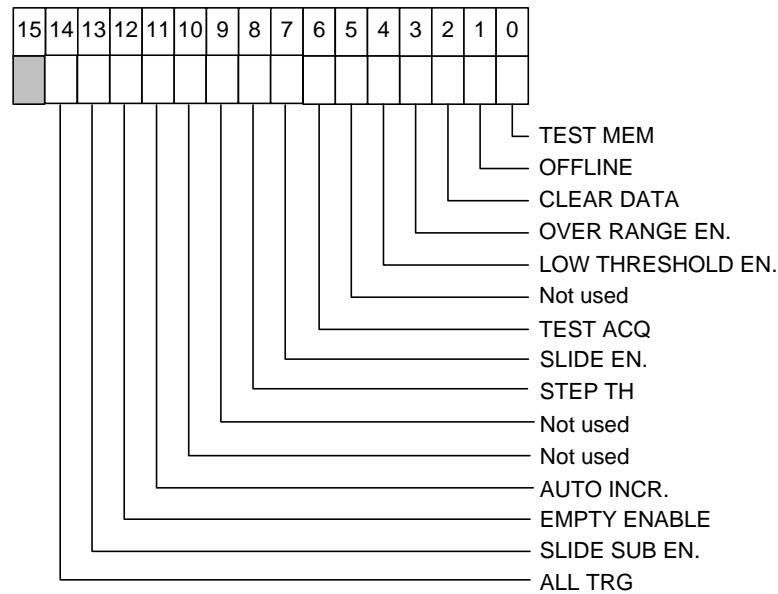 15 14 13 12 11 10 9 8 7 6 5 4 3 2 1 0
TEST MEM
OFFLINE
CLEAR DATA
OVER RANGE EN.
LOW THRESHOLD EN.
Not used
TEST ACQ
SLIDE EN.
STEP TH
Not used
Not used
AUTO INCR.
EMPTY ENABLE
SLIDE SUB EN.
ALL TRG